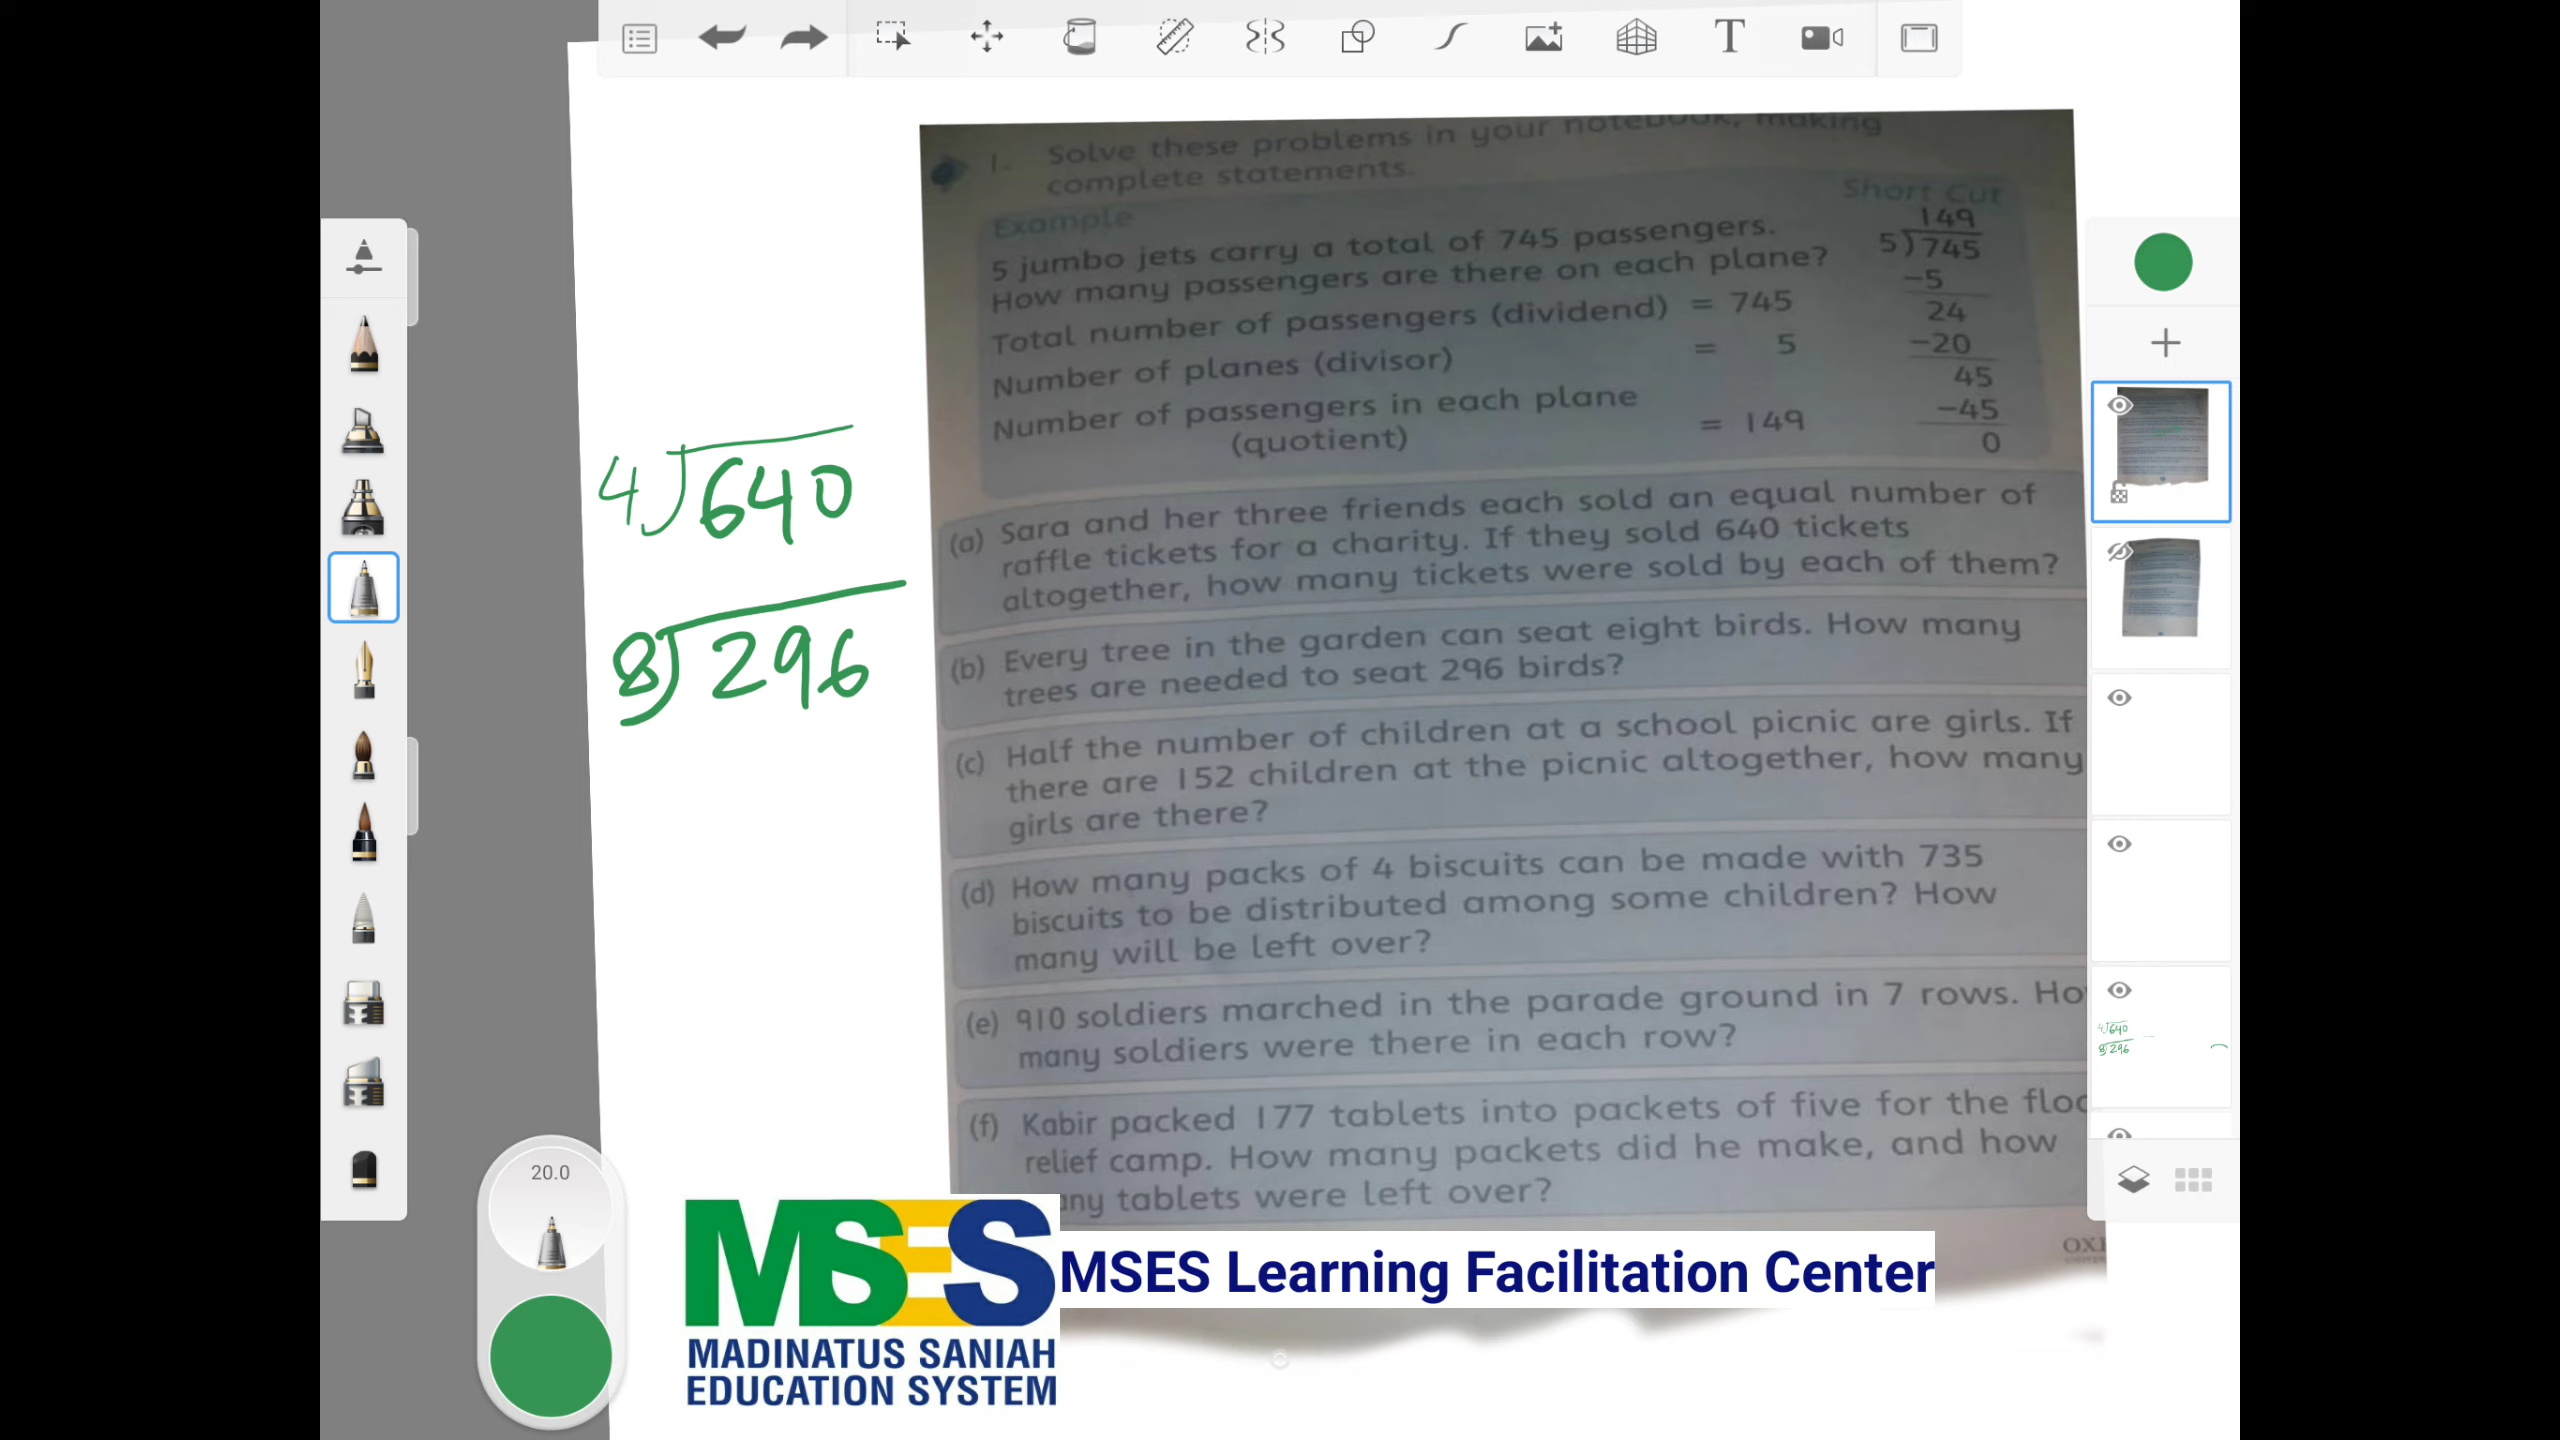 1. Solve these problems in your notebook, making
complete statements.
Example
Short Cut
5 jumbo jets carry a total of 745 passengers.
How many passengers are there on each plane?
Total number of passengers (dividend) = 745
Number of planes (divisor) = 5
Number of passengers in each plane
(quotient) = 149
149
5)745
-5
24
-20
45
-45
0
4)640
8)296
(a) Sara and her three friends each sold an equal number of
raffle tickets for a charity. If they sold 640 tickets
altogether, how many tickets were sold by each of them?
(b) Every tree in the garden can seat eight birds. How many
trees are needed to seat 296 birds?
(c) Half the number of children at a school picnic are girls. If
there are 152 children at the picnic altogether, how many
girls are there?
(d) How many packs of 4 biscuits can be made with 735
biscuits to be distributed among some children? How
many will be left over?
(e) 910 soldiers marched in the parade ground in 7 rows. Ho
many soldiers were there in each row?
(f) Kabir packed 177 tablets into packets of five for the floo
relief camp. How many packets did he make, and how
any tablets were left over?
20.0
MSES
MADINATUS SANIAH
EDUCATION SYSTEM
MSES Learning Facilitation Center
4)640
8)296
T